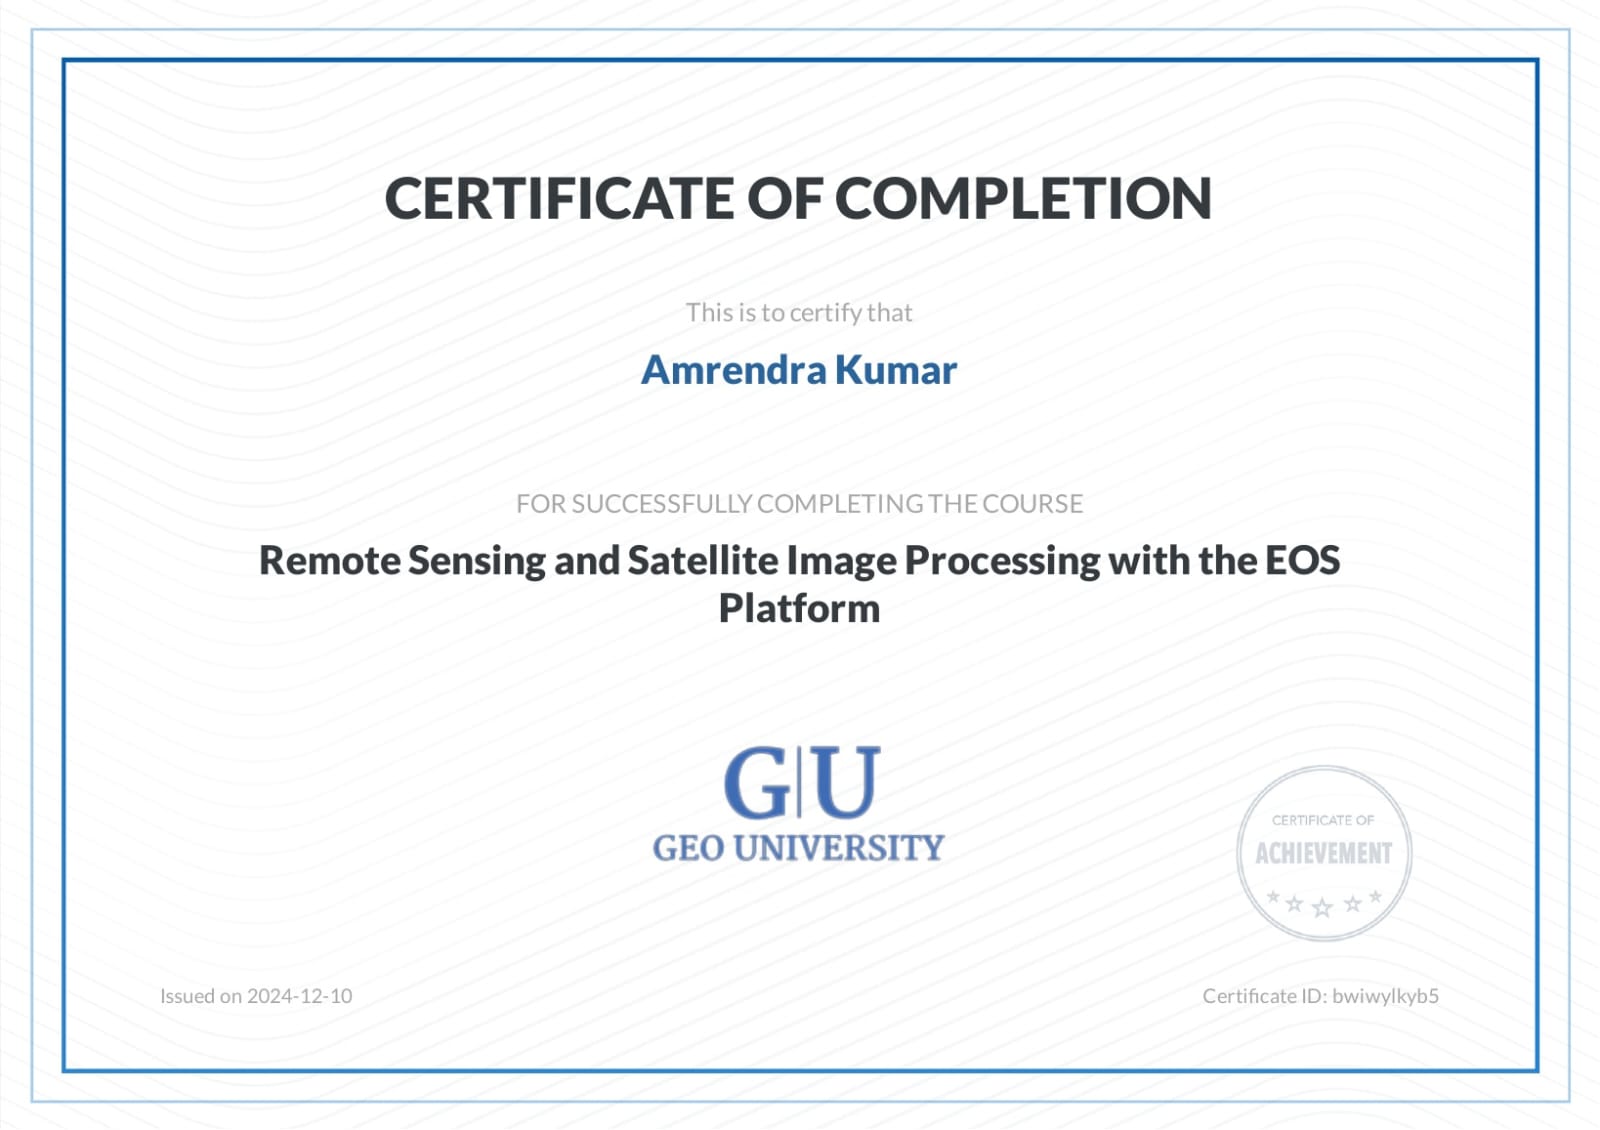 CERTIFICATE OF COMPLETION
This is to certify that
Amrendra Kumar
FOR SUCCESSFULLY COMPLETING THE COURSE
Remote Sensing and Satellite Image Processing with the EOS
Platform
G|U
GEO UNIVERSITY
CERTIFICATE OF
ACHIEVEMENT
Issued on 2024-12-10
Certificate ID: bwiwylkyb5